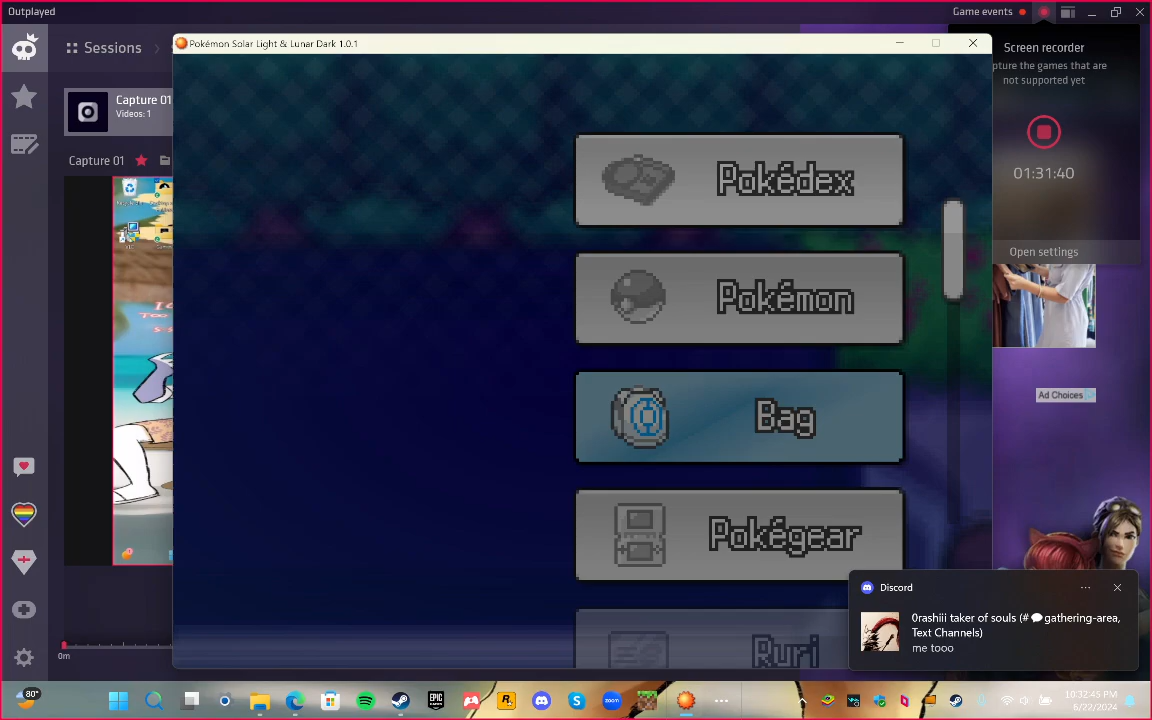 Outplayed
Game events
Sessions
Pokémon Solar Light & Lunar Dark 1.0.1
Screen recorder
pture the games that are
not supported yet
Capture 01
Videos: 1
01:31:40
Capture 01
Open settings
Pokédex
Pokémon
Bag
Pokégear
Ruri
Ad Choices
Discord
0rashiii taker of souls (#💬gathering-area,
Text Channels)
me tooo
0m
80°
EPIC
GAMES
zoom
10:32:45 PM
6/22/2024